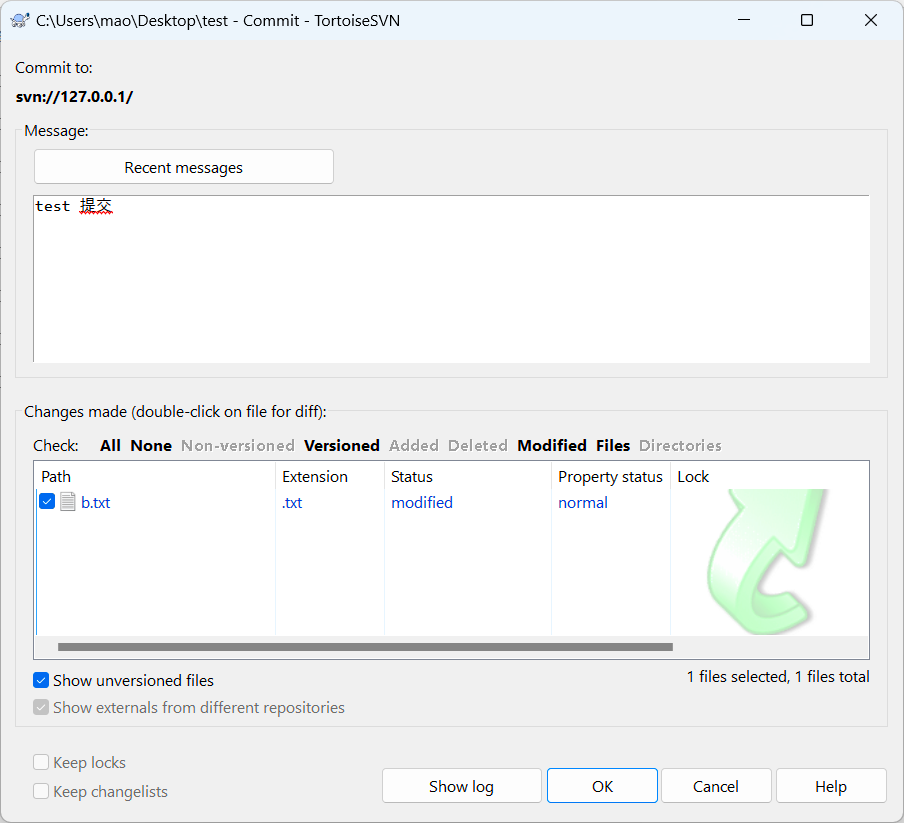 C:\Users\mao\Desktop\test - Commit - TortoiseSVN
Commit to:
svn://127.0.0.1/
Message:
Recent messages
test 提交
Changes made (double-click on file for diff):
Check: All None Non-versioned Versioned Added Deleted Modified Files Directories
Path Extension Status Property status Lock
b.txt .txt modified normal
Show unversioned files 1 files selected, 1 files total
Show externals from different repositories
Keep locks
Keep changelists
Show log OK Cancel Help